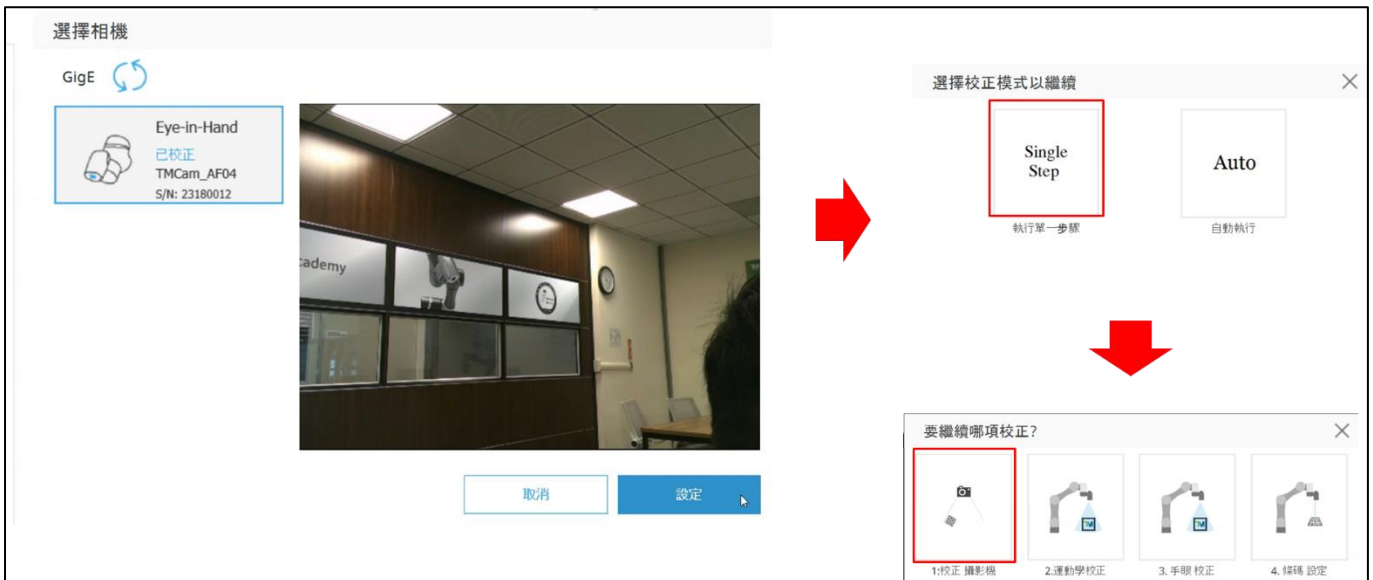 選擇相機
GigE
Eye-in-Hand
已校正
TMCam_AF04
S/N: 23180012
cademy
取消
設定
選擇校正模式以繼續
Single
Step
Auto
執行單一步驟
自動執行
要繼續哪項校正?
TM
TM
1:校正 攝影機
2.運動學校正
3. 手眼 校正
4. 條碼 設定